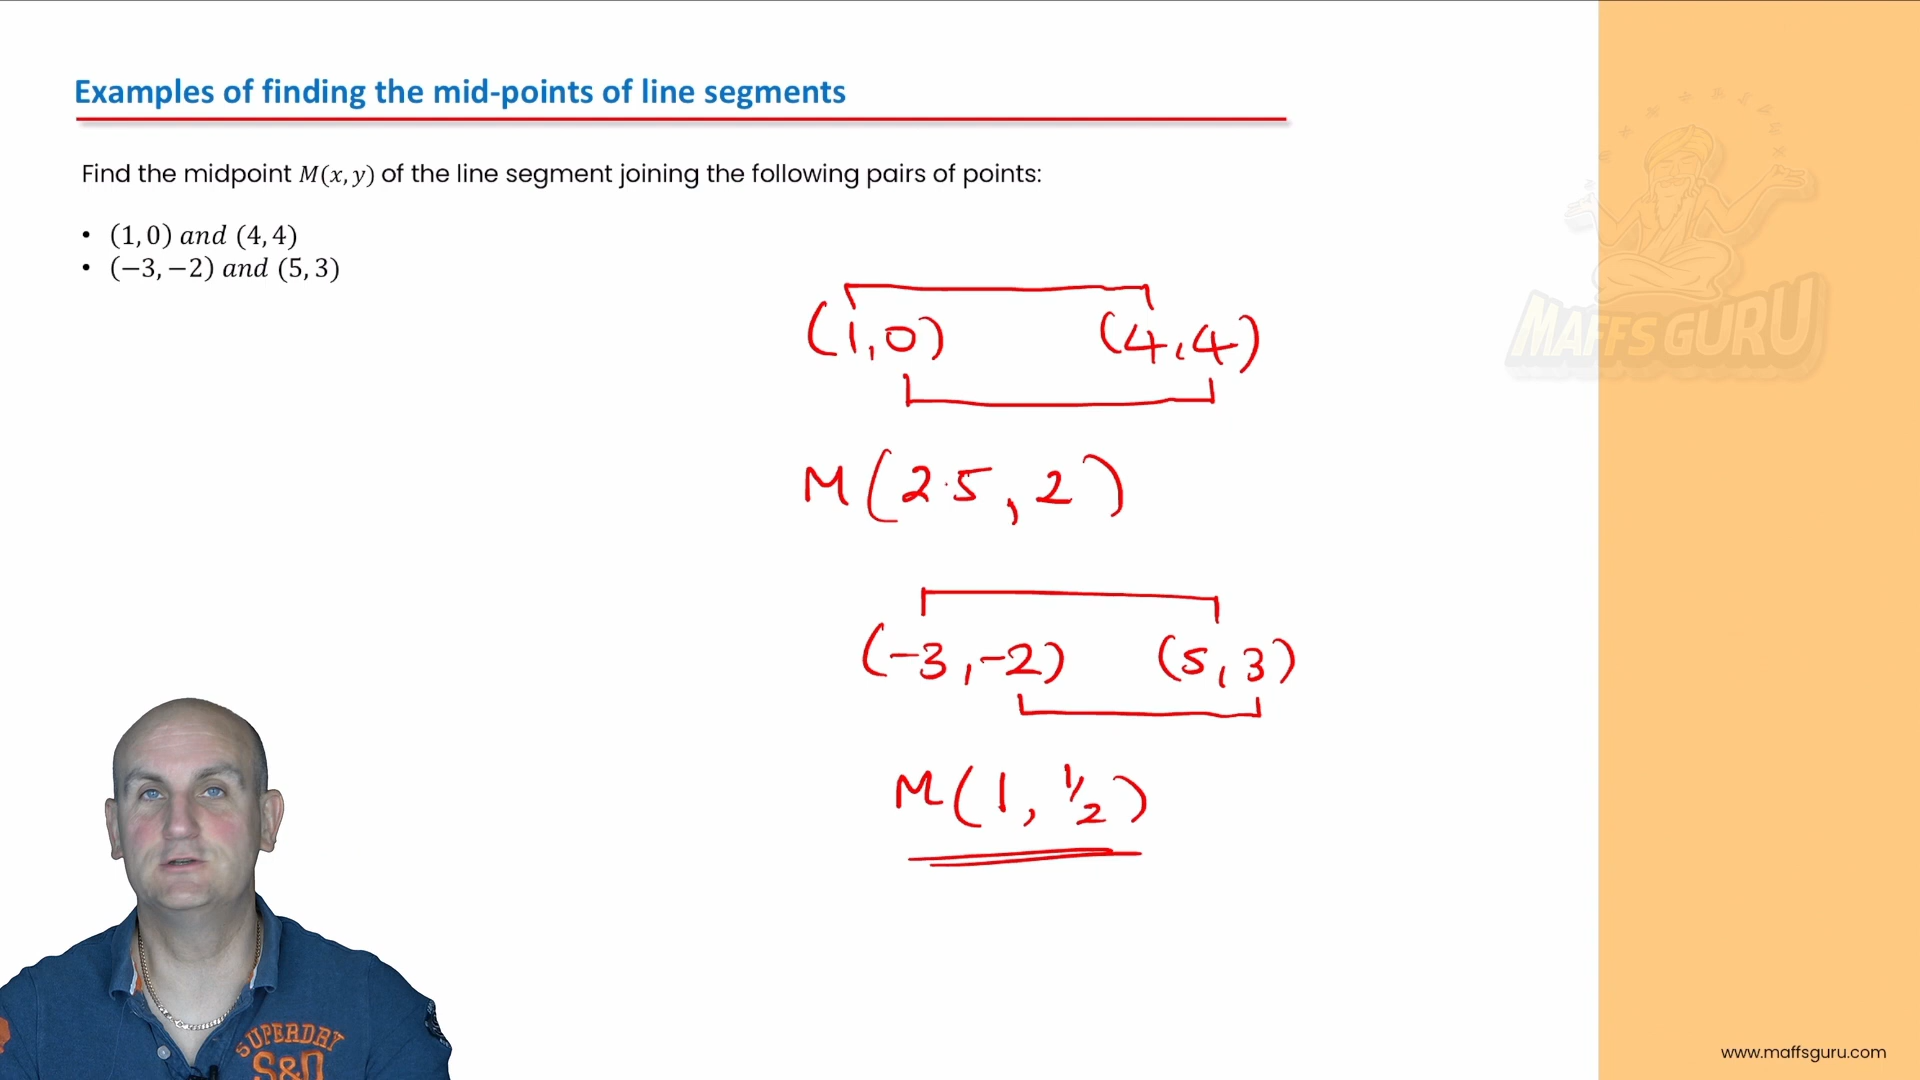 Examples of finding the mid-points of line segments
Find the midpoint M(x, y) of the line segment joining the following pairs of points:
• (1, 0) and (4, 4)
• (−3, −2) and (5, 3)
(1,0) (4,4)
M(2·5, 2)
(-3,-2) (5,3)
M(1, 1/2)
MAFFS GURU
SUPERDRY
S&D
www.maffsguru.com